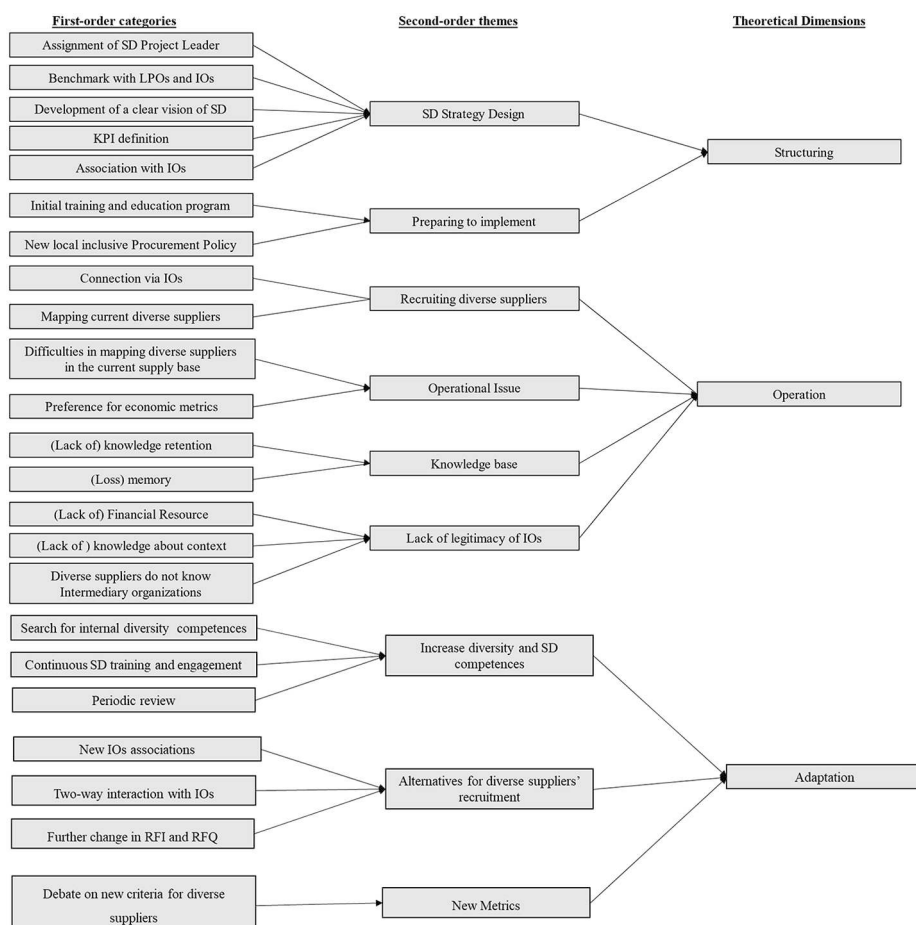 First-order categories
Second-order themes
Theoretical Dimensions
Assignment of SD Project Leader
Benchmark with LPOs and IOs
Development of a clear vision of SD
KPI definition
Association with IOs
SD Strategy Design
Structuring
Initial training and education program
New local inclusive Procurement Policy
Preparing to implement
Connection via IOs
Mapping current diverse suppliers
Recruiting diverse suppliers
Difficulties in mapping diverse suppliers
in the current supply base
Preference for economic metrics
Operational Issue
Operation
(Lack of) knowledge retention
(Loss) memory
Knowledge base
(Lack of) Financial Resource
(Lack of ) knowledge about context
Diverse suppliers do not know
Intermediary organizations
Lack of legitimacy of IOs
Search for internal diversity competences
Continuous SD training and engagement
Periodic review
Increase diversity and SD
competences
New IOs associations
Two-way interaction with IOs
Further change in RFI and RFQ
Alternatives for diverse suppliers’
recruitment
Adaptation
Debate on new criteria for diverse
suppliers
New Metrics